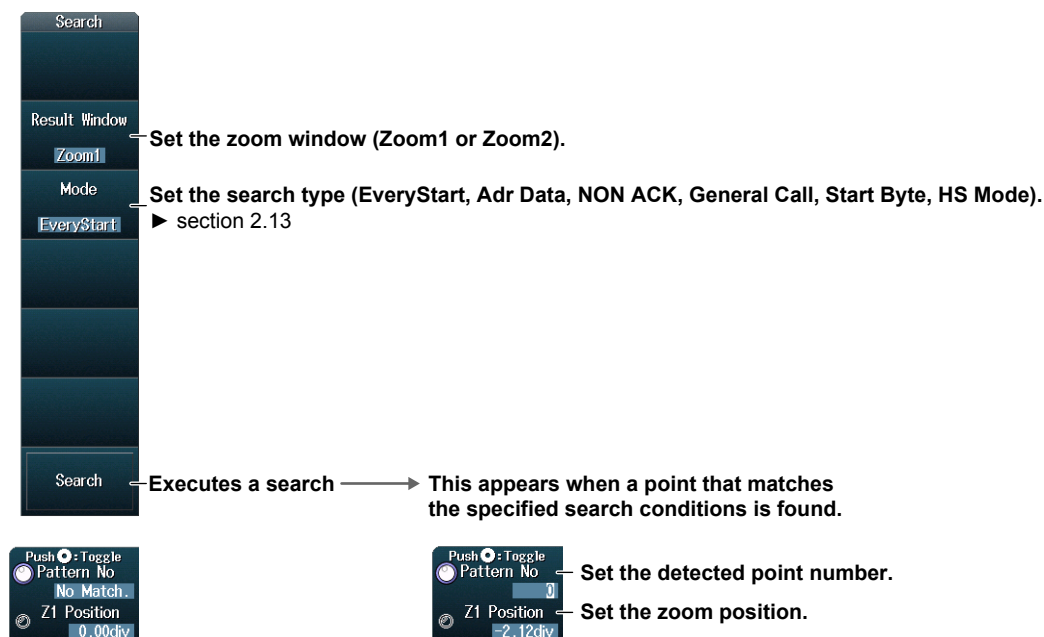 Search
Result Window
Zoom1
Set the zoom window (Zoom1 or Zoom2).
Mode
EveryStart
Set the search type (EveryStart, Adr Data, NON ACK, General Call, Start Byte, HS Mode).
► section 2.13
Search
Executes a search
This appears when a point that matches
the specified search conditions is found.
Push :Toggle
Pattern No
No Match.
Z1 Position
0.00div
Push :Toggle
Pattern No
0
Set the detected point number.
Z1 Position
Set the zoom position.
-2.12div